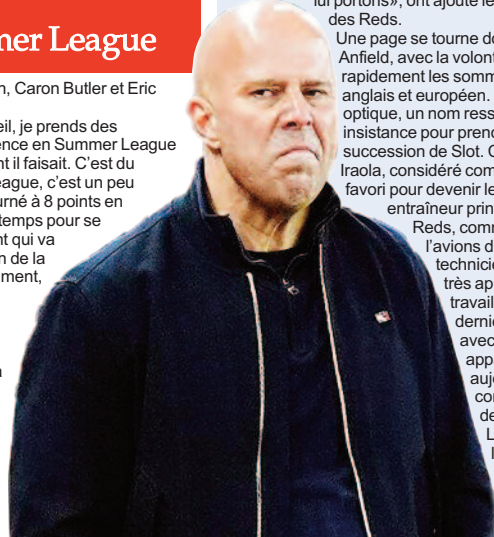 mer League
n, Caron Butler et Eric
eil, je prends des
ence en Summer League
nt il faisait. C'est du
eague, c'est un peu
urné à 8 points en
temps pour se
nt qui va
n de la
ment,
lui portons», ont ajouté le
des Reds.
Une page se tourne do
Anfield, avec la volont
rapidement les somm
anglais et européen.
optique, un nom ress
insistance pour prend
succession de Slot. C
Iraola, considéré com
favori pour devenir le
entraîneur prin
Reds, comm
l'avions d
technicie
très ap
travail
dernie
avec
app
aujo
con
de
L
l